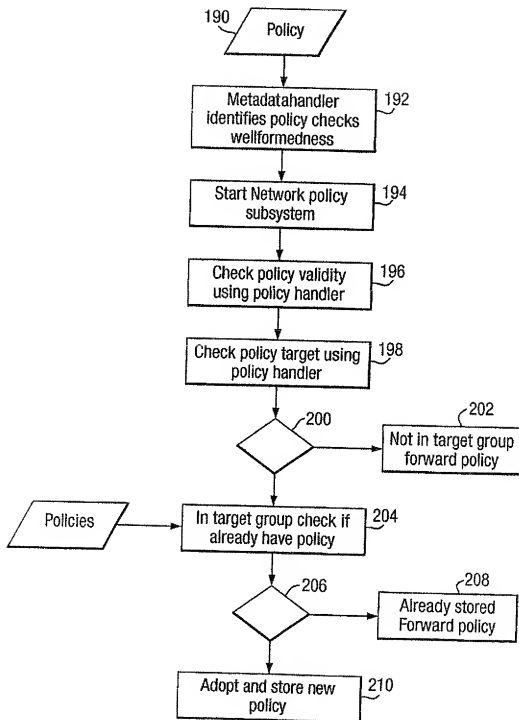 190
Policy
Metadatahandler
identifies policy checks
wellformedness
192
Start Network policy
subsystem
194
Check policy validity
using policy handler
196
Check policy target using
policy handler
198
200
202
Not in target group
forward policy
Policies
In target group check if
already have policy
204
206
208
Already stored
Forward policy
Adopt and store new
policy
210